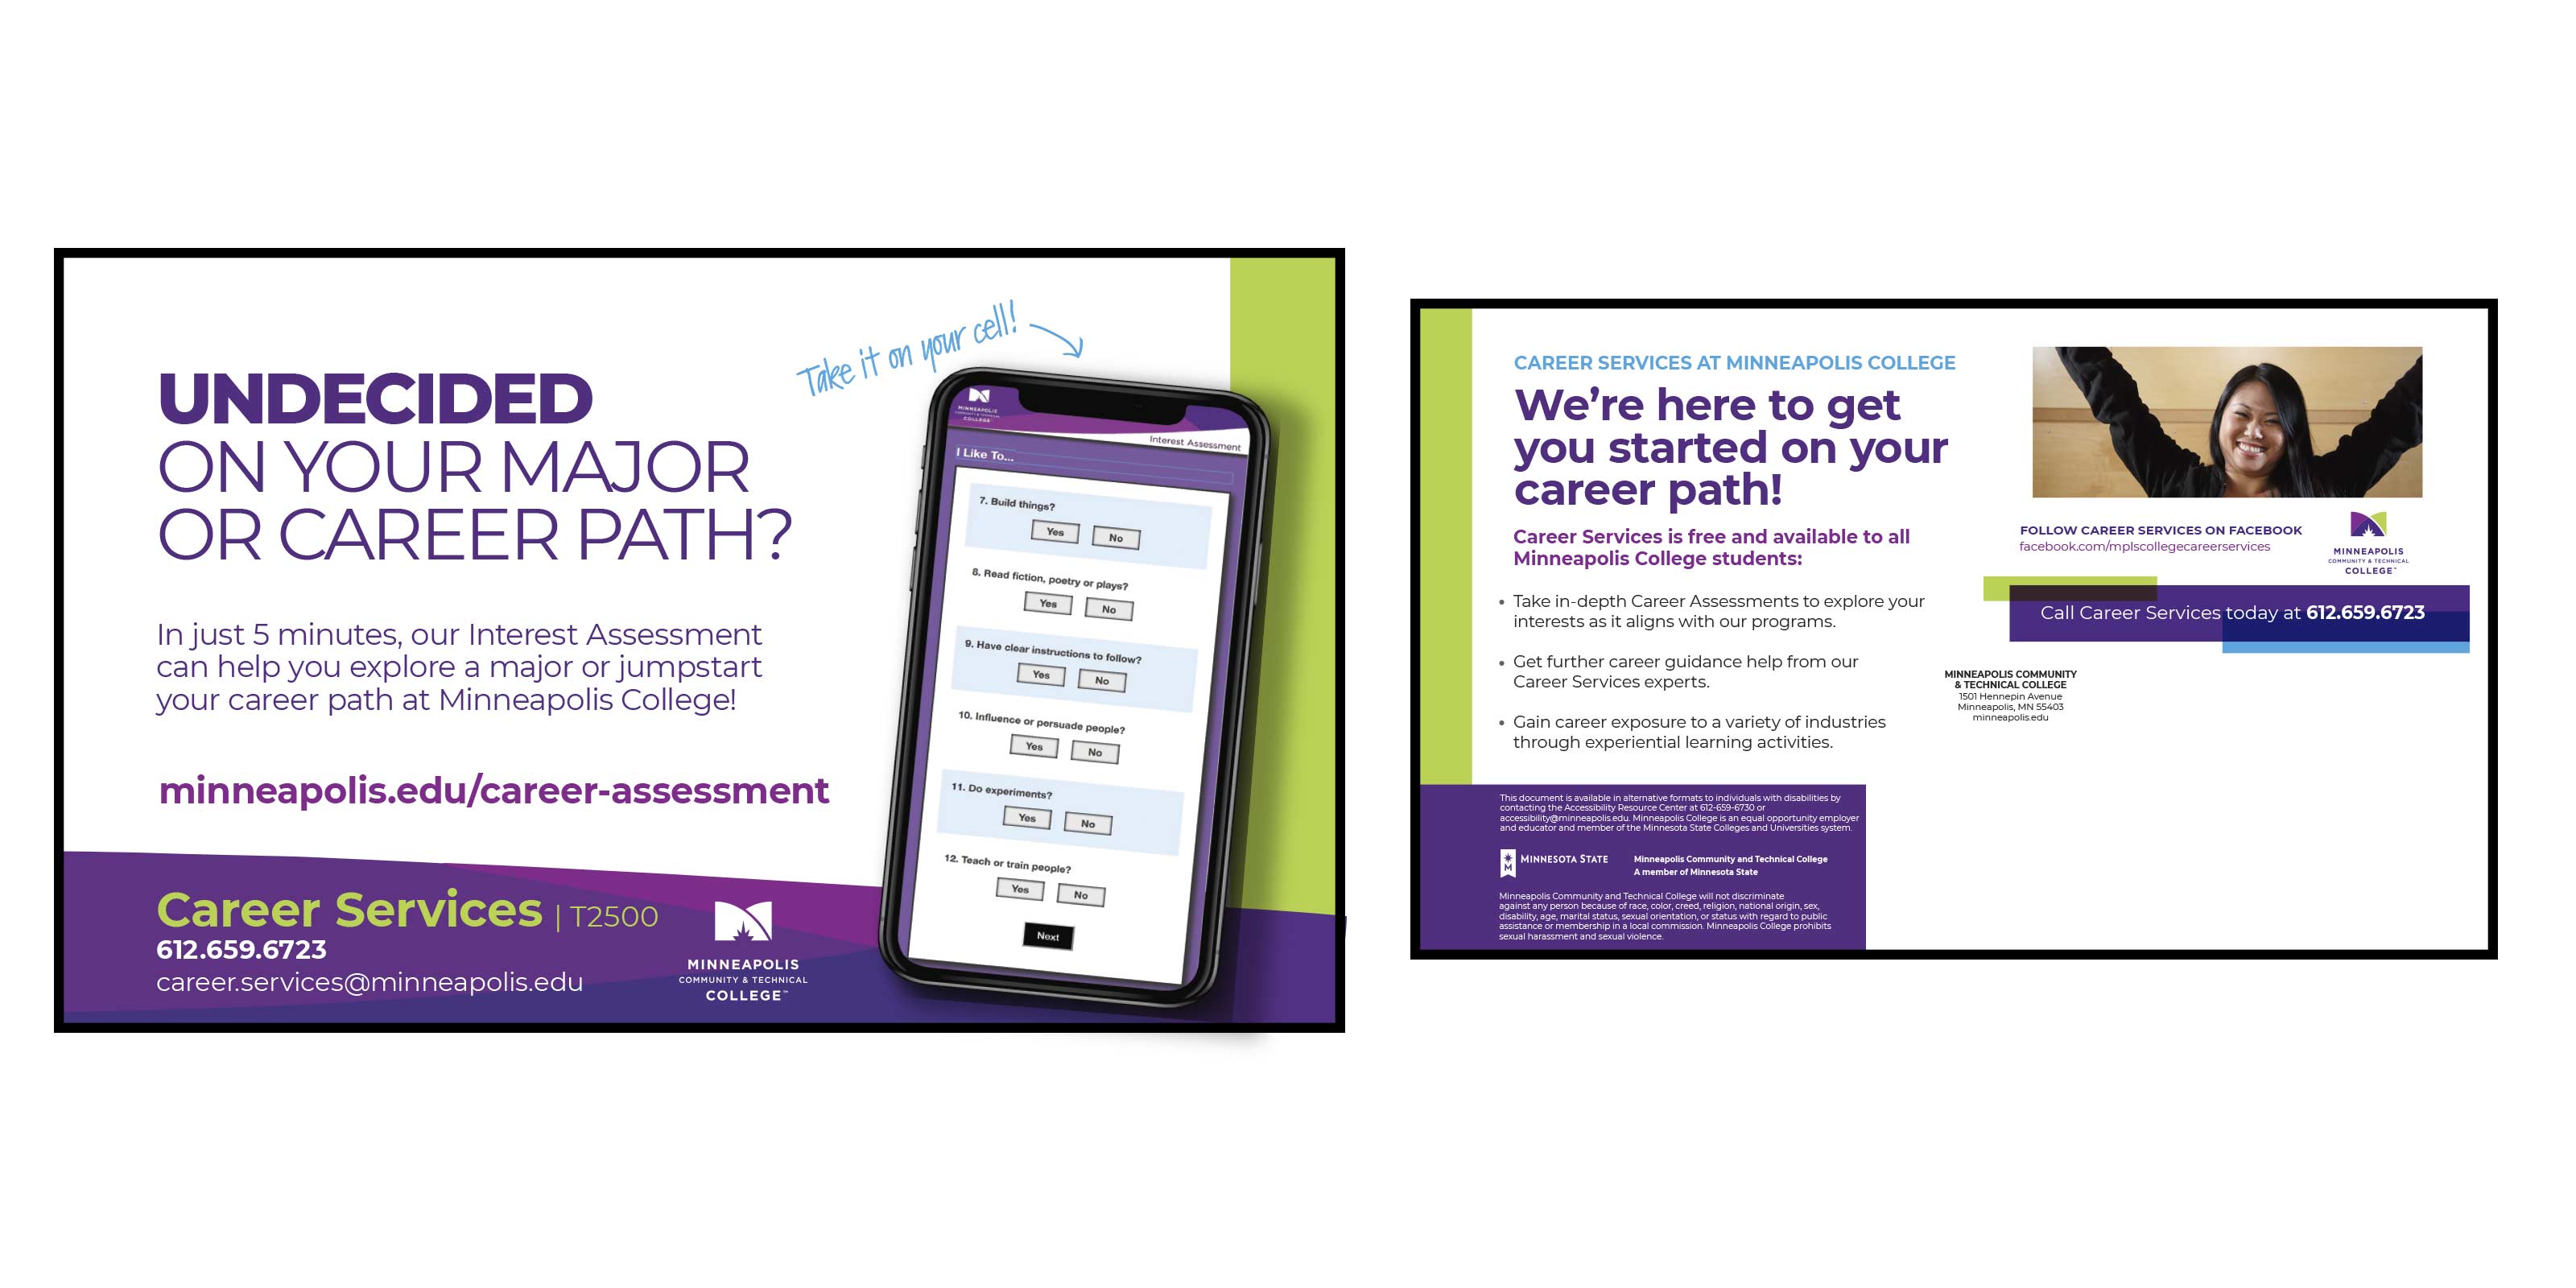 Take it on your cell!
UNDECIDED
ON YOUR MAJOR
OR CAREER PATH?
In just 5 minutes, our Interest Assessment
can help you explore a major or jumpstart
your career path at Minneapolis College!
minneapolis.edu/career-assessment
Career Services | T2500
612.659.6723
career.services@minneapolis.edu
MINNEAPOLIS
COMMUNITY & TECHNICAL
COLLEGE™
MINNEAPOLIS
COMMUNITY & TECHNICAL
COLLEGE
Interest Assessment
I Like To...
7. Build things?
Yes No
8. Read fiction, poetry or plays?
Yes No
9. Have clear instructions to follow?
Yes No
10. Influence or persuade people?
Yes No
11. Do experiments?
Yes No
12. Teach or train people?
Yes No
Next
CAREER SERVICES AT MINNEAPOLIS COLLEGE
We’re here to get
you started on your
career path!
Career Services is free and available to all
Minneapolis College students:
• Take in-depth Career Assessments to explore your
interests as it aligns with our programs.
• Get further career guidance help from our
Career Services experts.
• Gain career exposure to a variety of industries
through experiential learning activities.
This document is available in alternative formats to individuals with disabilities by
contacting the Accessibility Resource Center at 612-659-6730 or
accessibility@minneapolis.edu. Minneapolis College is an equal opportunity employer
and educator and member of the Minnesota State Colleges and Universities system.
M
MINNESOTA STATE
Minneapolis Community and Technical College
A member of Minnesota State
Minneapolis Community and Technical College will not discriminate
against any person because of race, color, creed, religion, national origin, sex,
disability, age, marital status, sexual orientation, or status with regard to public
assistance or membership in a local commission. Minneapolis College prohibits
sexual harassment and sexual violence.
FOLLOW CAREER SERVICES ON FACEBOOK
facebook.com/mplscollegecareerservices
MINNEAPOLIS
COMMUNITY & TECHNICAL
COLLEGE™
Call Career Services today at 612.659.6723
MINNEAPOLIS COMMUNITY
& TECHNICAL COLLEGE
1501 Hennepin Avenue
Minneapolis, MN 55403
minneapolis.edu